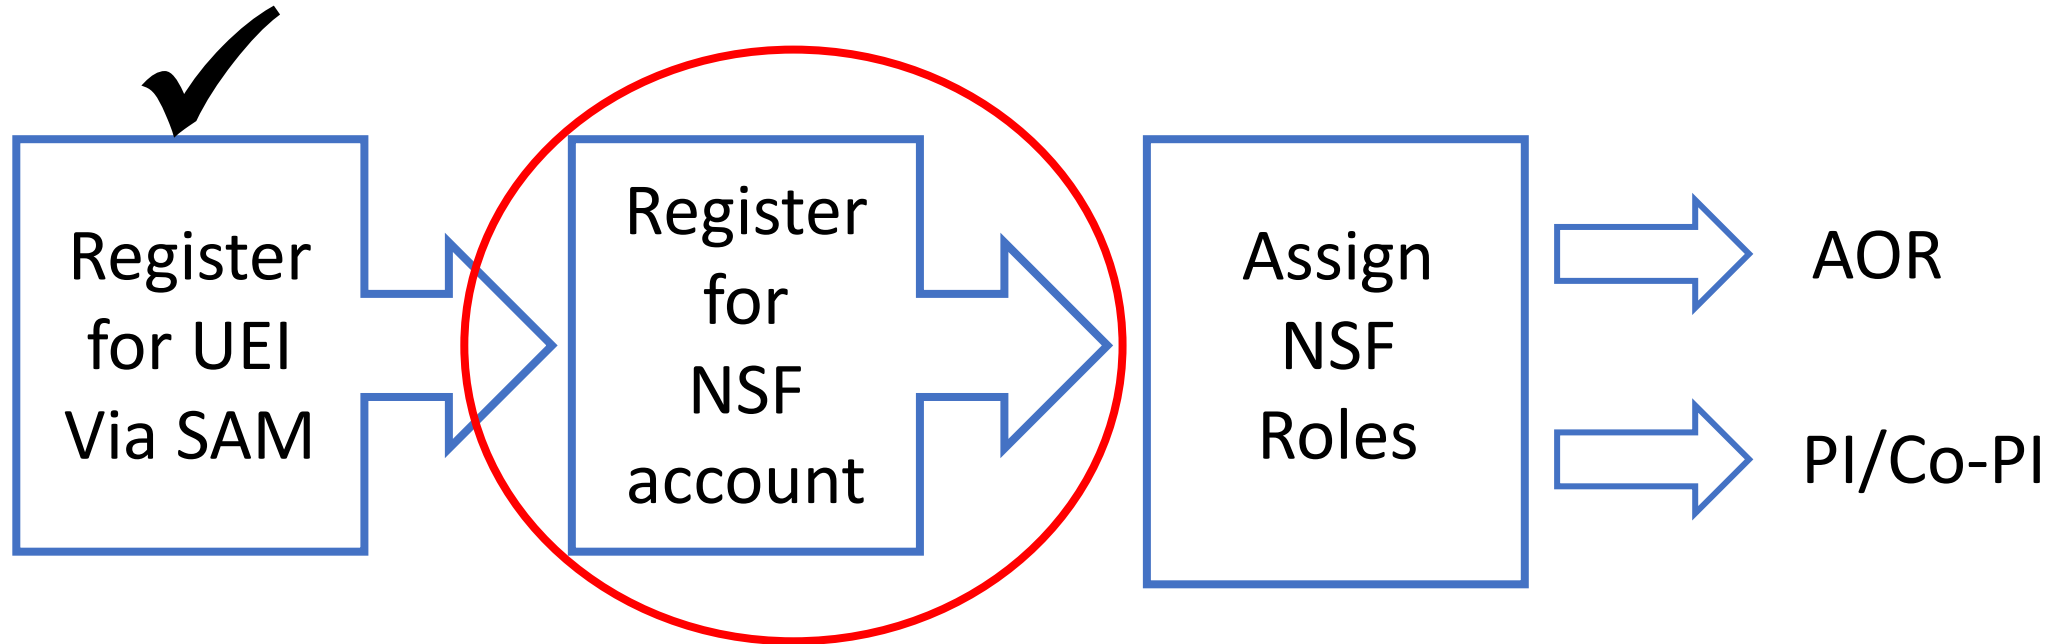 Register
for UEI
Via SAM
Register
for
NSF
account
Assign
NSF
Roles
AOR
PI/Co-PI